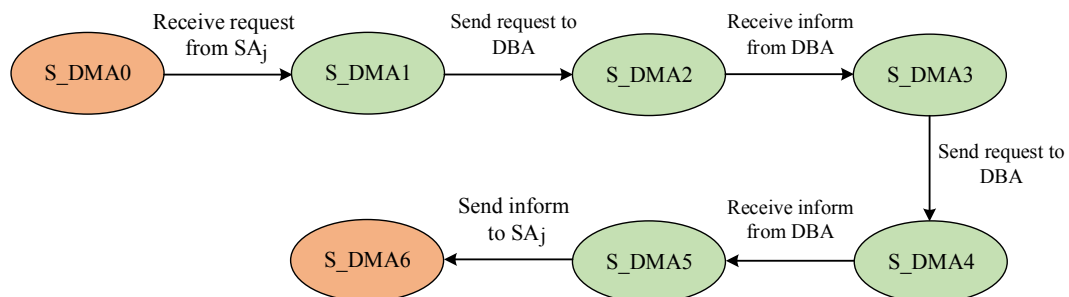 Receive request
from SAj
Send request to
DBA
Receive inform
from DBA
S_DMA0
S_DMA1
S_DMA2
S_DMA3
Send request to
DBA
Send inform
to SAj
Receive inform
from DBA
S_DMA6
S_DMA5
S_DMA4